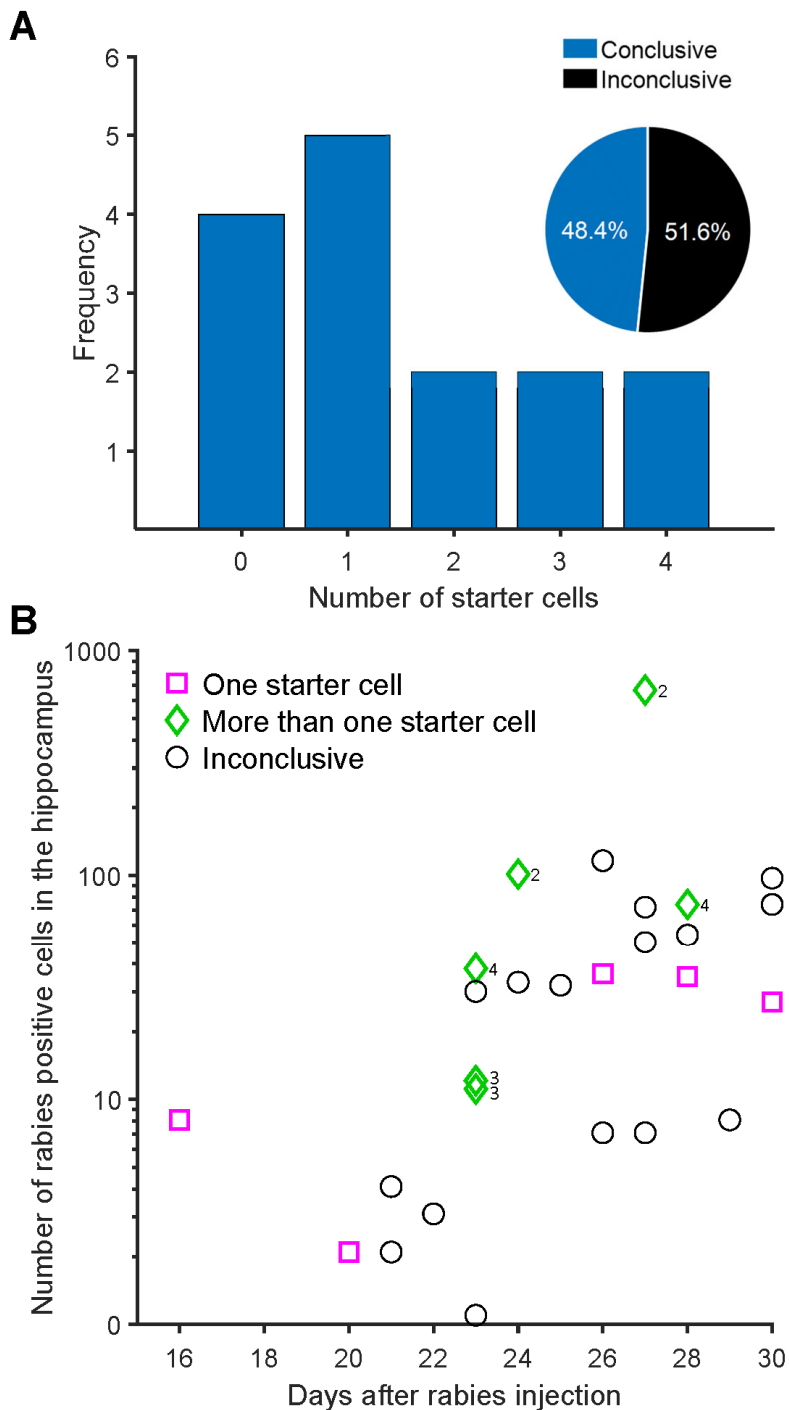 A
Conclusive
Inconclusive
48.4%
51.6%
Frequency
6
5
4
3
2
1
0
1
2
3
4
Number of starter cells
B
Number of rabies positive cells in the hippocampus
1000
100
10
0
One starter cell
More than one starter cell
Inconclusive
2
2
4
4
3
3
16
18
20
22
24
26
28
30
Days after rabies injection